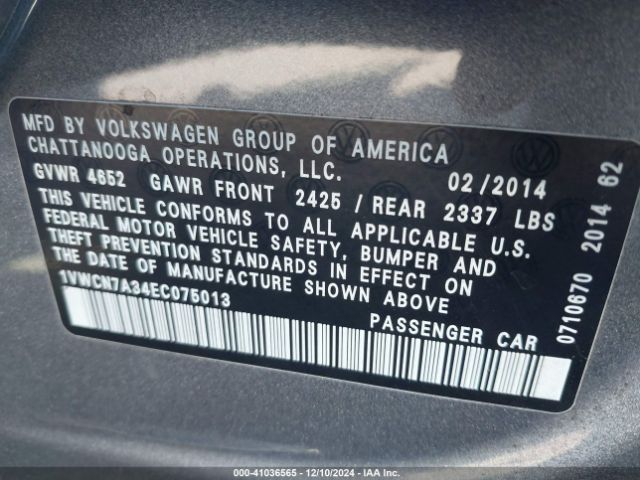 MFD BY VOLKSWAGEN GROUP OF AMERICA
CHATTANOOGA OPERATIONS, LLC.
02/2014
GVWR 4652 GAWR FRONT 2425 / REAR 2337 LBS
THIS VEHICLE CONFORMS TO ALL APPLICABLE U.S.
FEDERAL MOTOR VEHICLE SAFETY, BUMPER AND
THEFT PREVENTION STANDARDS IN EFFECT ON
THE DATE OF MANUFACTURE SHOWN ABOVE
1VWCN7A34EC075013
PASSENGER CAR
0710670 2014 62
000-41036565 - 12/10/2024 - IAA Inc.